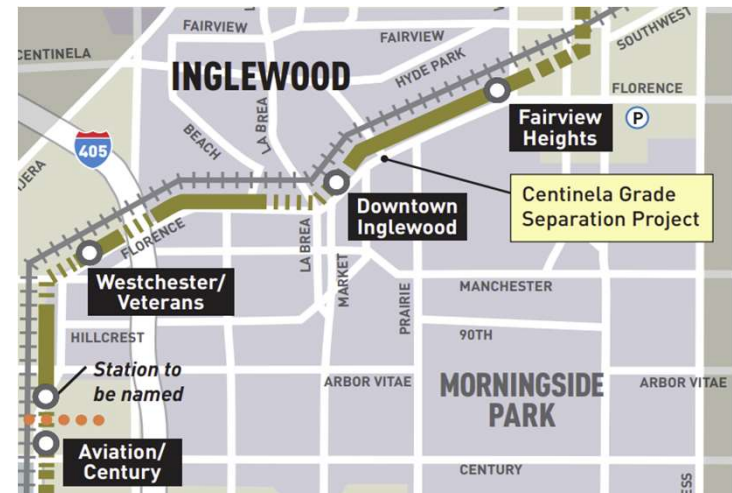 FAIRVIEW
FAIRVIEW
SOUTHWEST
CENTINELA
INGLEWOOD
HYDE PARK
FLORENCE
LA BREA
BEACH
405
Fairview
Heights
P
Centinela Grade
Separation Project
Downtown
Inglewood
FLORENCE
LA BREA
MARKET
PRAIRIE
Westchester/
Veterans
MANCHESTER
HILLCREST
90TH
Station to
be named
ARBOR VITAE
MORNINGSIDE
PARK
ARBOR VITAE
Aviation/
Century
CENTURY